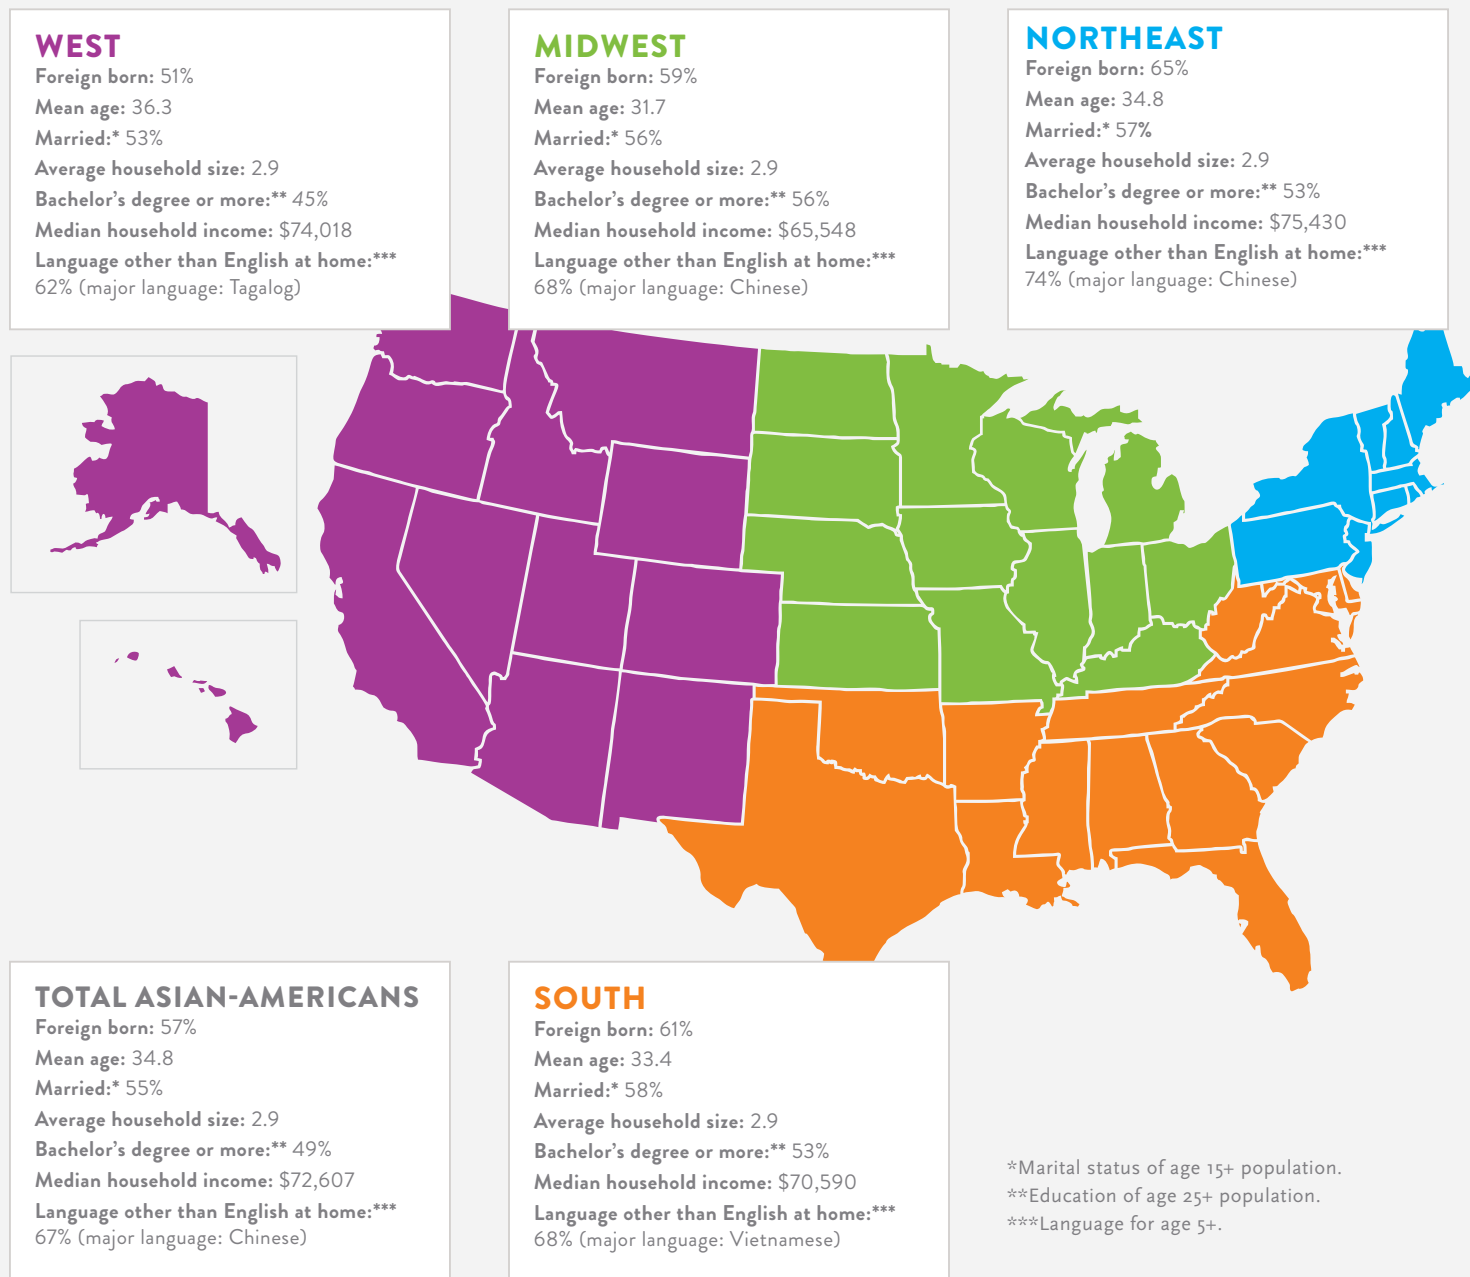 WEST
Foreign born: 51%
Mean age: 36.3
Married:* 53%
Average household size: 2.9
Bachelor’s degree or more:** 45%
Median household income: $74,018
Language other than English at home:***
62% (major language: Tagalog)
MIDWEST
Foreign born: 59%
Mean age: 31.7
Married:* 56%
Average household size: 2.9
Bachelor’s degree or more:** 56%
Median household income: $65,548
Language other than English at home:***
68% (major language: Chinese)
NORTHEAST
Foreign born: 65%
Mean age: 34.8
Married:* 57%
Average household size: 2.9
Bachelor’s degree or more:** 53%
Median household income: $75,430
Language other than English at home:***
74% (major language: Chinese)
TOTAL ASIAN-AMERICANS
Foreign born: 57%
Mean age: 34.8
Married:* 55%
Average household size: 2.9
Bachelor’s degree or more:** 49%
Median household income: $72,607
Language other than English at home:***
67% (major language: Chinese)
SOUTH
Foreign born: 61%
Mean age: 33.4
Married:* 58%
Average household size: 2.9
Bachelor’s degree or more:** 53%
Median household income: $70,590
Language other than English at home:***
68% (major language: Vietnamese)
*Marital status of age 15+ population.
**Education of age 25+ population.
***Language for age 5+.